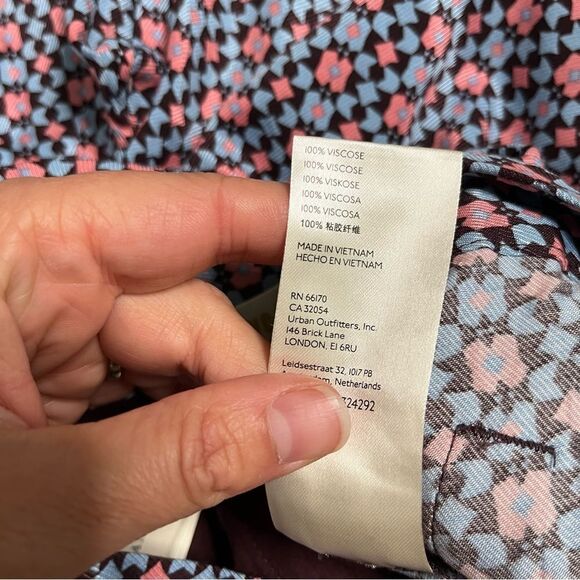 100% VISCOSE
100% VISCOSE
100% VISKOSE
100% VISCOSA
100% VISCOSA
100% 粘胶纤维
MADE IN VIETNAM
HECHO EN VIETNAM
RN 66170
CA 32054
Urban Outfitters, Inc.
146 Brick Lane
LONDON, E1 6RU
Leidsestraat 32, 1017 PB
Netherlands
324292